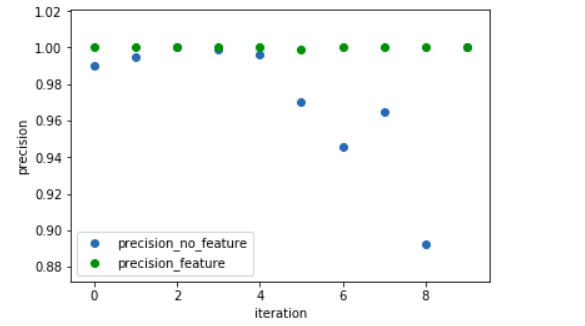 1.02
1.00
0.98
0.96
0.94
0.92
0.90
0.88
precision
precision_no_feature
precision_feature
0 2 4 6 8
iteration